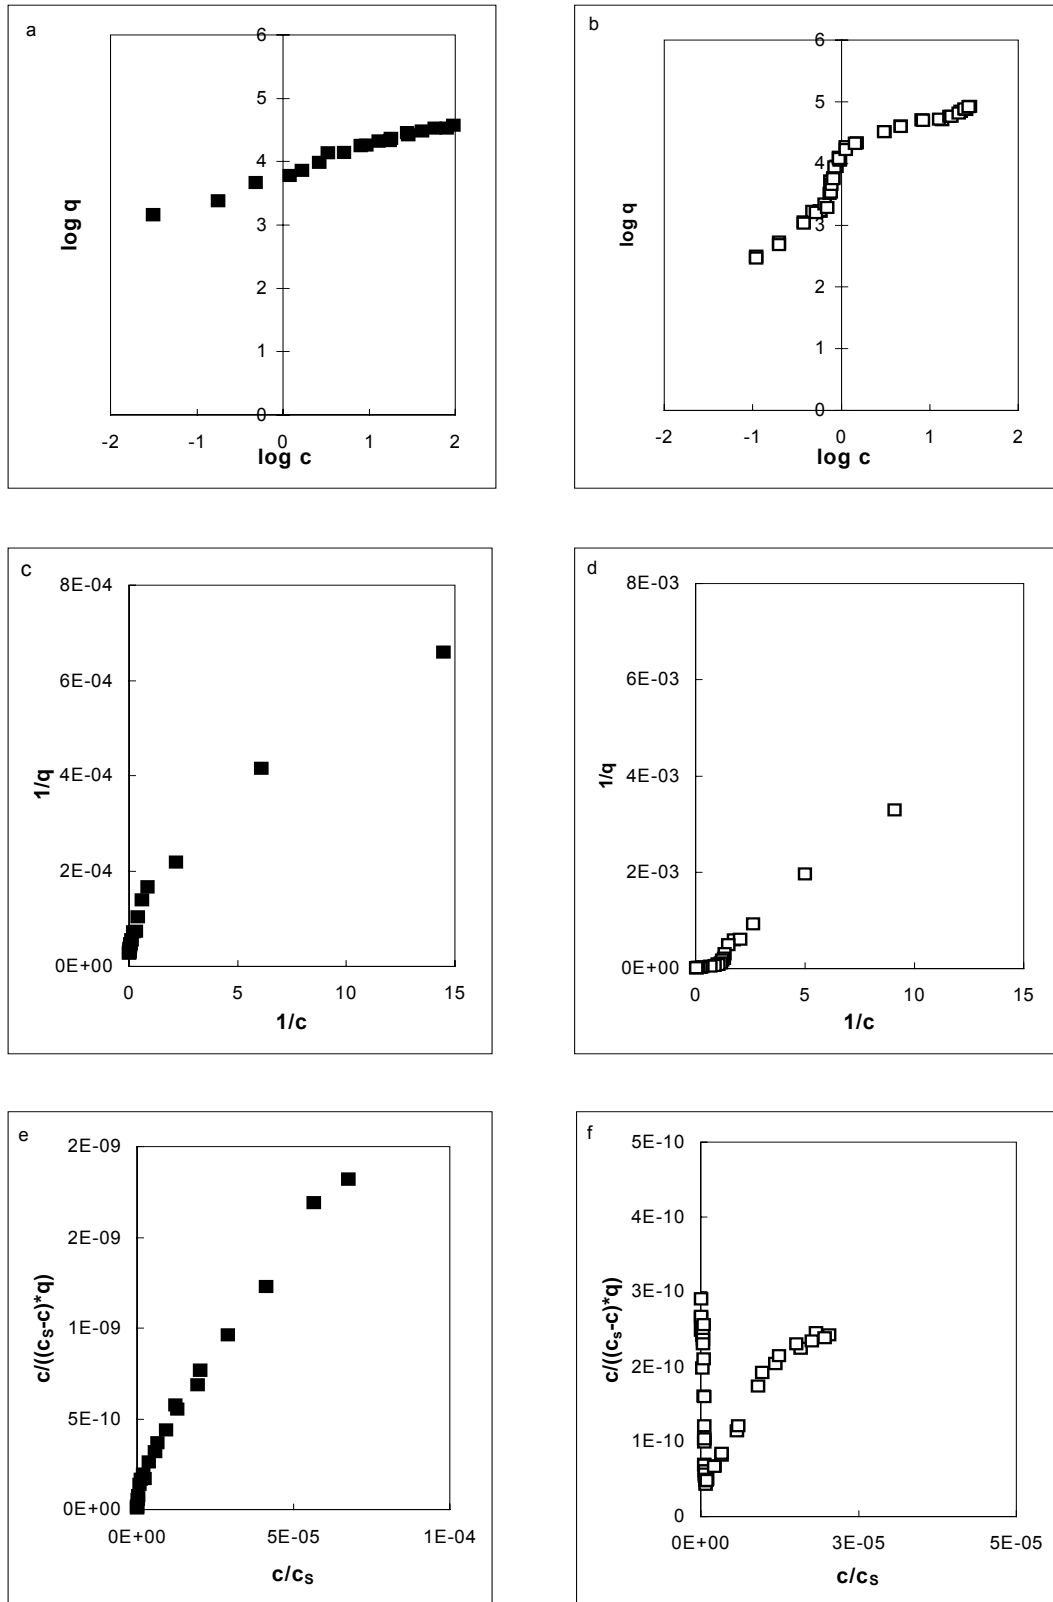 a
6
5
4
3
2
1
0
log q
-2 -1 0 1 2
log c
b
6
5
4
3
2
1
0
log q
-2 -1 0 1 2
log c
c
8E-04
6E-04
4E-04
2E-04
0E+00
1/q
0 5 10 15
1/c
d
8E-03
6E-03
4E-03
2E-03
0E+00
1/q
0 5 10 15
1/c
e
2E-09
2E-09
1E-09
5E-10
0E+00
c/((cS-c)*q)
0E+00 5E-05 1E-04
c/cS
f
5E-10
4E-10
3E-10
2E-10
1E-10
0
c/((cs-c)*q)
0E+00 3E-05 5E-05
c/cS